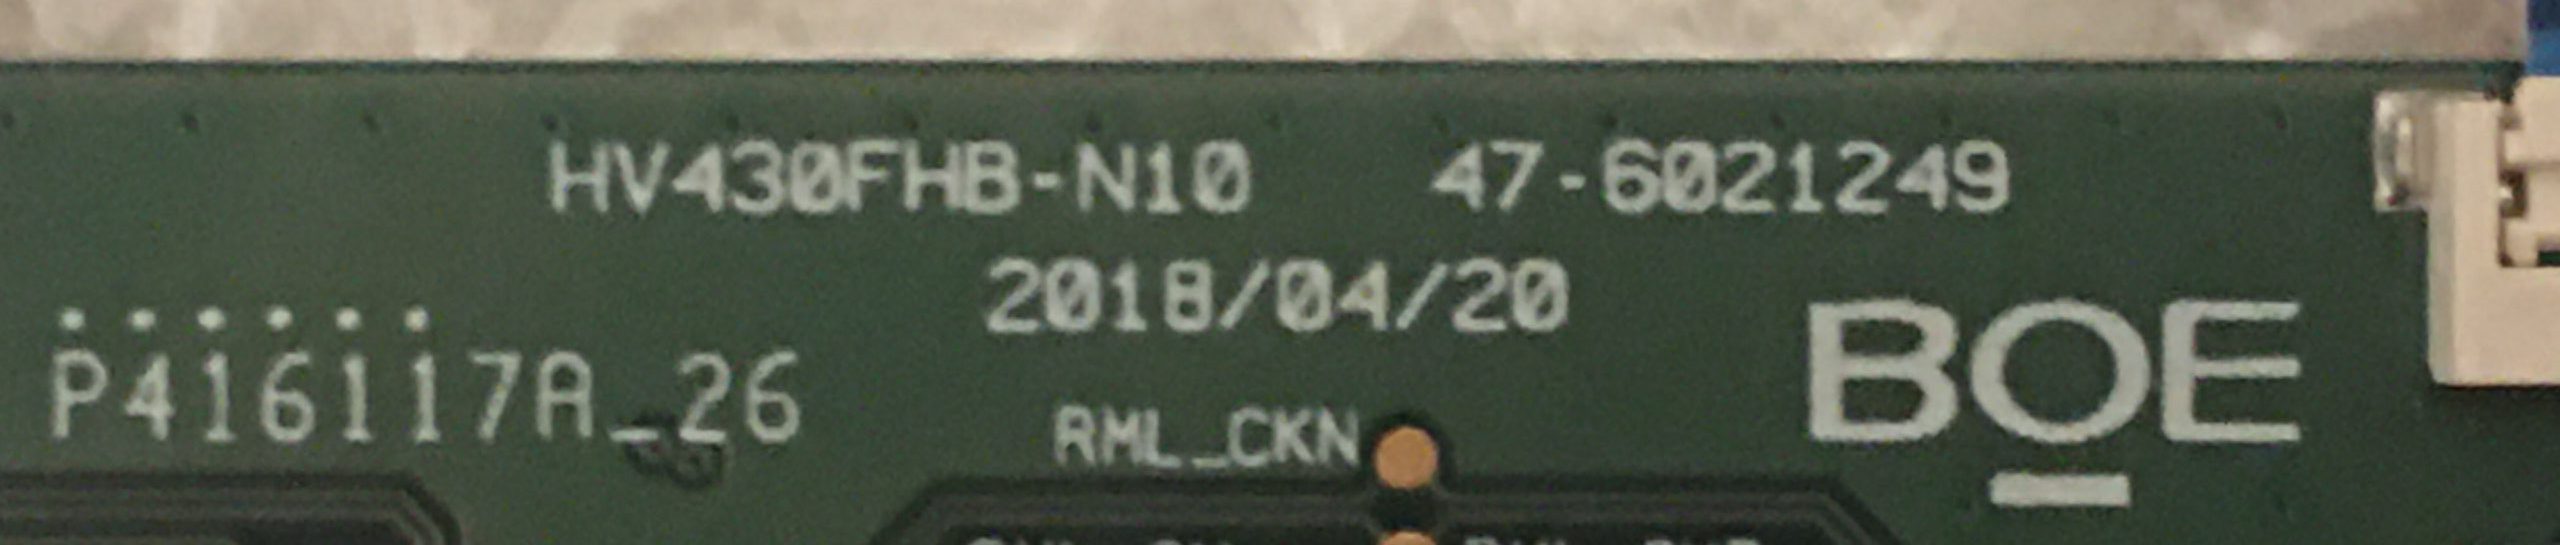 HV430FHB-N10 47-6021249
2018/04/20
BOE
P416117A_26
RML_CKN